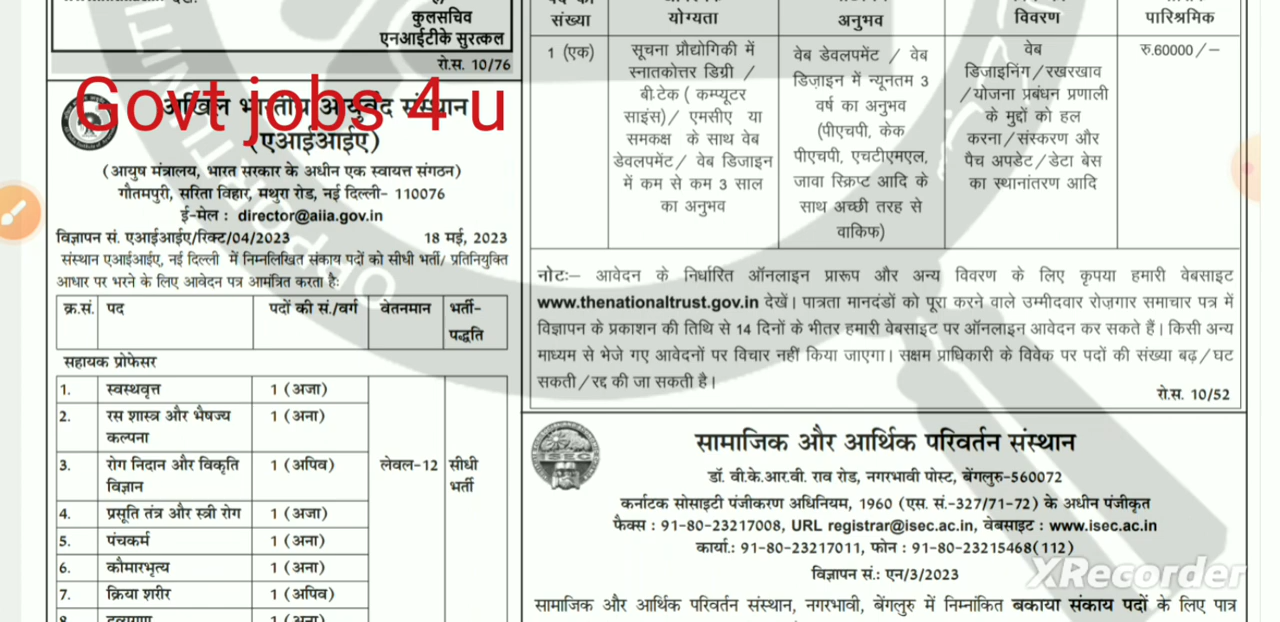 कुलसचिव
एनआईटीके सुरत्कल
रो.स. 10/76
Govt jobs 4 u
अखिल भारतीय आयुर्वेद संस्थान
(एआईआईए)
(आयुष मंत्रालय, भारत सरकार के अधीन एक स्वायत्त संगठन)
गौतमपुरी, सरिता विहार, मथुरा रोड, नई दिल्ली- 110076
ई-मेल : director@aiia.gov.in
विज्ञापन सं. एआईआईए/रिक्ट/04/2023 18 मई, 2023
संस्थान एआईआईए, नई दिल्ली में निम्नलिखित संकाय पदों को सीधी भर्ती/ प्रतिनियुक्ति
आधार पर भरने के लिए आवेदन पत्र आमंत्रित करता है:
क्र.सं. पद पदों की सं./वर्ग वेतनमान भर्ती-
पद्धति
सहायक प्रोफेसर
1. स्वस्थवृत्त 1 (अजा)
2. रस शास्त्र और भैषज्य 1 (अना)
कल्पना
3. रोग निदान और विकृति 1 (अपिव) लेवल-12 सीधी
विज्ञान भर्ती
4. प्रसूति तंत्र और स्त्री रोग 1 (अजा)
5. पंचकर्म 1 (अना)
6. कौमारभृत्य 1 (अना)
7. क्रिया शरीर 1 (अपिव)
संख्या योग्यता अनुभव विवरण पारिश्रमिक
1 (एक) सूचना प्रौद्योगिकी में वेब डेवलपमेंट / वेब वेब रु.60000/-
स्नातकोत्तर डिग्री / डिज़ाइन में न्यूनतम 3 डिजाइनिंग/रखरखाव
बी.टेक ( कम्प्यूटर वर्ष का अनुभव /योजना प्रबंधन प्रणाली
साइंस)/ एमसीए या (पीएचपी, केक के मुद्दों को हल
समकक्ष के साथ वेब पीएचपी, एचटीएमएल, करना/संस्करण और
डेवलपमेंट/ वेब डिजाइन जावा स्क्रिप्ट आदि के पैच अपडेट/डेटा बेस
में कम से कम 3 साल साथ अच्छी तरह से का स्थानांतरण आदि
का अनुभव वाकिफ)
नोटः- आवेदन के निर्धारित ऑनलाइन प्रारूप और अन्य विवरण के लिए कृपया हमारी वेबसाइट
www.thenationaltrust.gov.in देखें। पात्रता मानदंडों को पूरा करने वाले उम्मीदवार रोज़गार समाचार पत्र में
विज्ञापन के प्रकाशन की तिथि से 14 दिनों के भीतर हमारी वेबसाइट पर ऑनलाइन आवेदन कर सकते हैं। किसी अन्य
माध्यम से भेजे गए आवेदनों पर विचार नहीं किया जाएगा। सक्षम प्राधिकारी के विवेक पर पदों की संख्या बढ़/घट
सकती/रद्द की जा सकती है।
रो.स. 10/52
ISEC
सामाजिक और आर्थिक परिवर्तन संस्थान
डॉ. वी.के.आर.वी. राव रोड, नगरभावी पोस्ट, बेंगलुरु-560072
कर्नाटक सोसाइटी पंजीकरण अधिनियम, 1960 (एस. सं.-327/71-72) के अधीन पंजीकृत
फैक्स : 91-80-23217008, URL registrar@isec.ac.in, वेबसाइट : www.isec.ac.in
कार्या.: 91-80-23217011, फोन : 91-80-23215468(112)
विज्ञापन सं.: एन/3/2023
XRecorder
सामाजिक और आर्थिक परिवर्तन संस्थान, नगरभावी, बेंगलुरु में निम्नांकित बकाया संकाय पदों के लिए पात्र